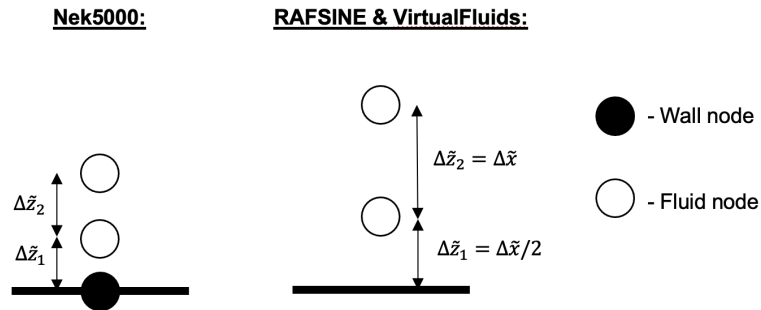 Nek5000:
RAFSINE & VirtualFluids:
- Wall node
Δz̃₂ = Δx̃
- Fluid node
Δz̃₂
Δz̃₁
Δz̃₁ = Δx̃/2